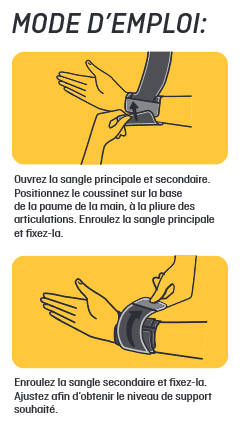 MODE D'EMPLOI:
Ouvrez la sangle principale et secondaire.
Positionnez le coussinet sur la base
de la paume de la main, à la pliure des
articulations. Enroulez la sangle principale
et fixez-la.
Enroulez la sangle secondaire et fixez-la.
Ajustez afin d'obtenir le niveau de support
souhaité.